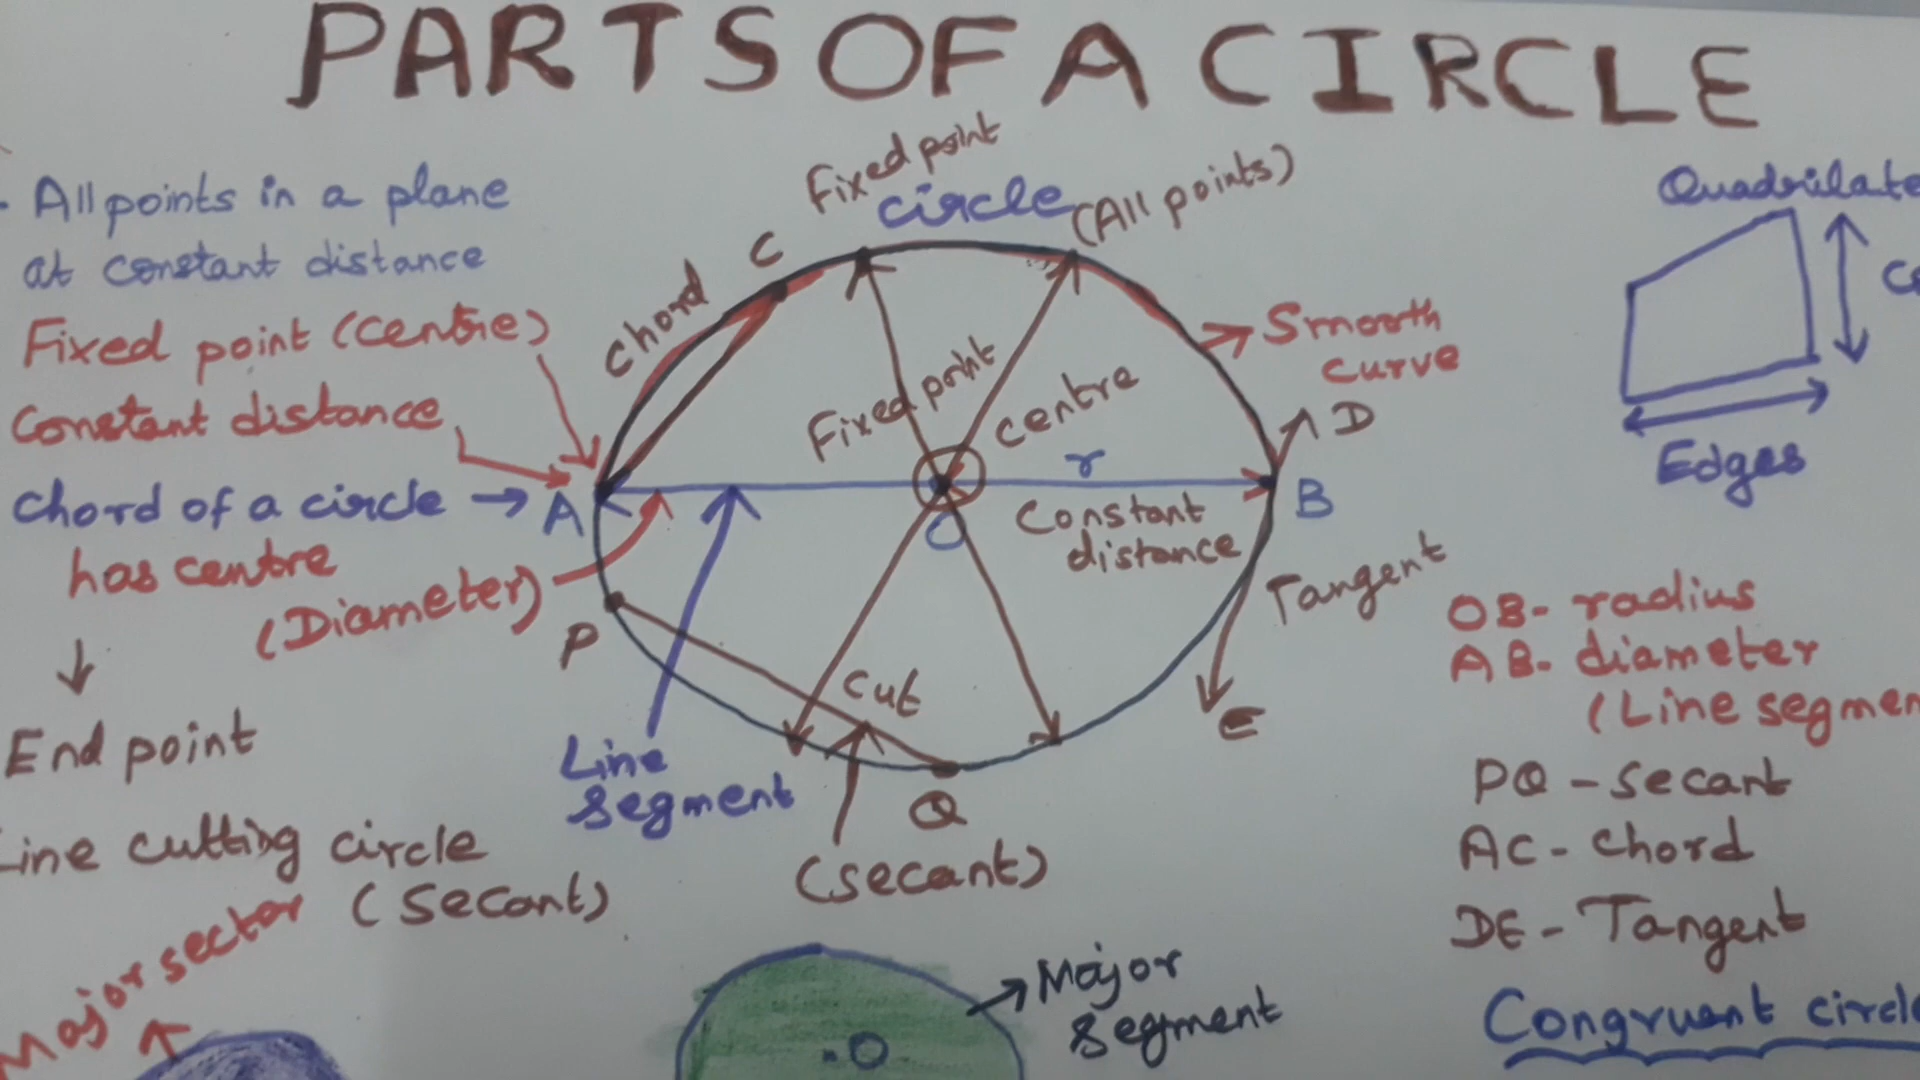 PARTS OF A CIRCLE
- All points in a plane
at constant distance
Fixed point (centre)
constant distance
chord of a circle → A
has centre
(Diameter)
↓
End point
Line cutting circle
(secant)
Major sector
Fixed point
circle (All points)
C
chord
Smooth
curve
Fixed point
centre
r
D
B
O
Constant
distance
Tangent
P
cut
E
Line
segment
Q
(secant)
Major
segment
.O
Edges
OB- radius
AB- diameter
(Line segmen
PQ - secant
AC - chord
DE - Tangent
Congruent circle